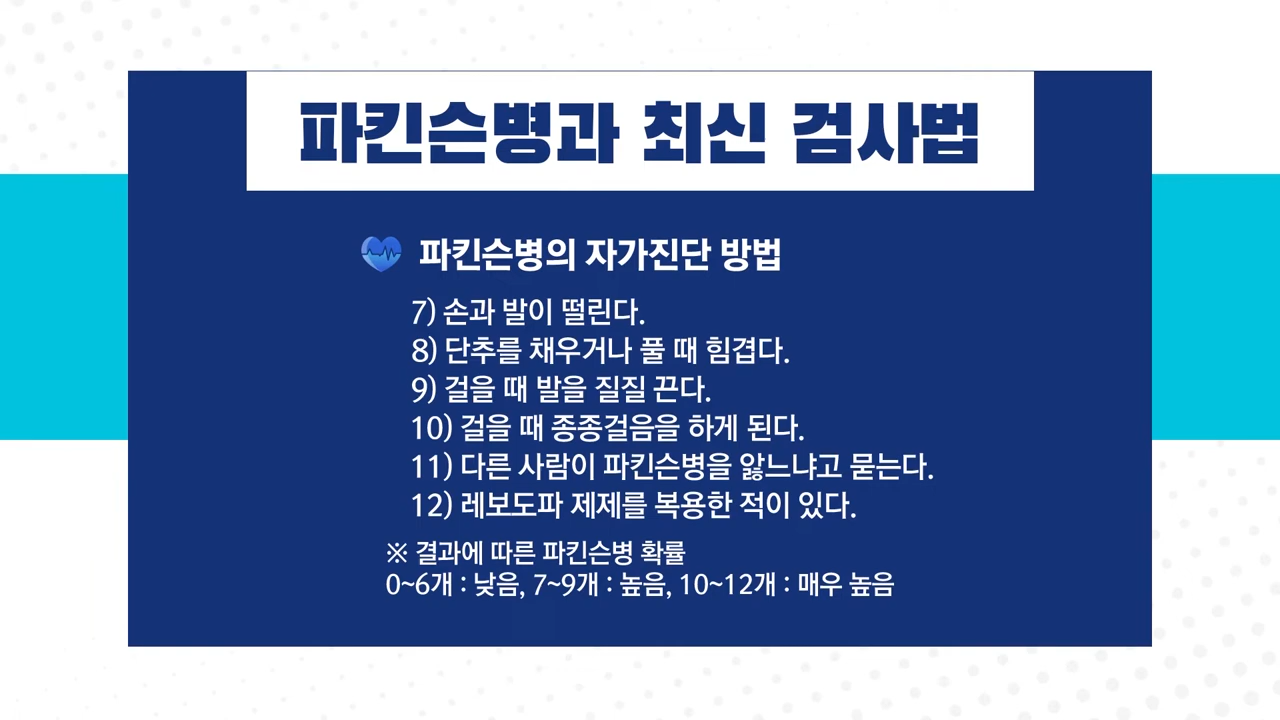 파킨슨병과 최신 검사법
파킨슨병의 자가진단 방법
7) 손과 발이 떨린다.
8) 단추를 채우거나 풀 때 힘겹다.
9) 걸을 때 발을 질질 끈다.
10) 걸을 때 종종걸음을 하게 된다.
11) 다른 사람이 파킨슨병을 앓느냐고 묻는다.
12) 레보도파 제제를 복용한 적이 있다.
※ 결과에 따른 파킨슨병 확률
0~6개 : 낮음, 7~9개 : 높음, 10~12개 : 매우 높음